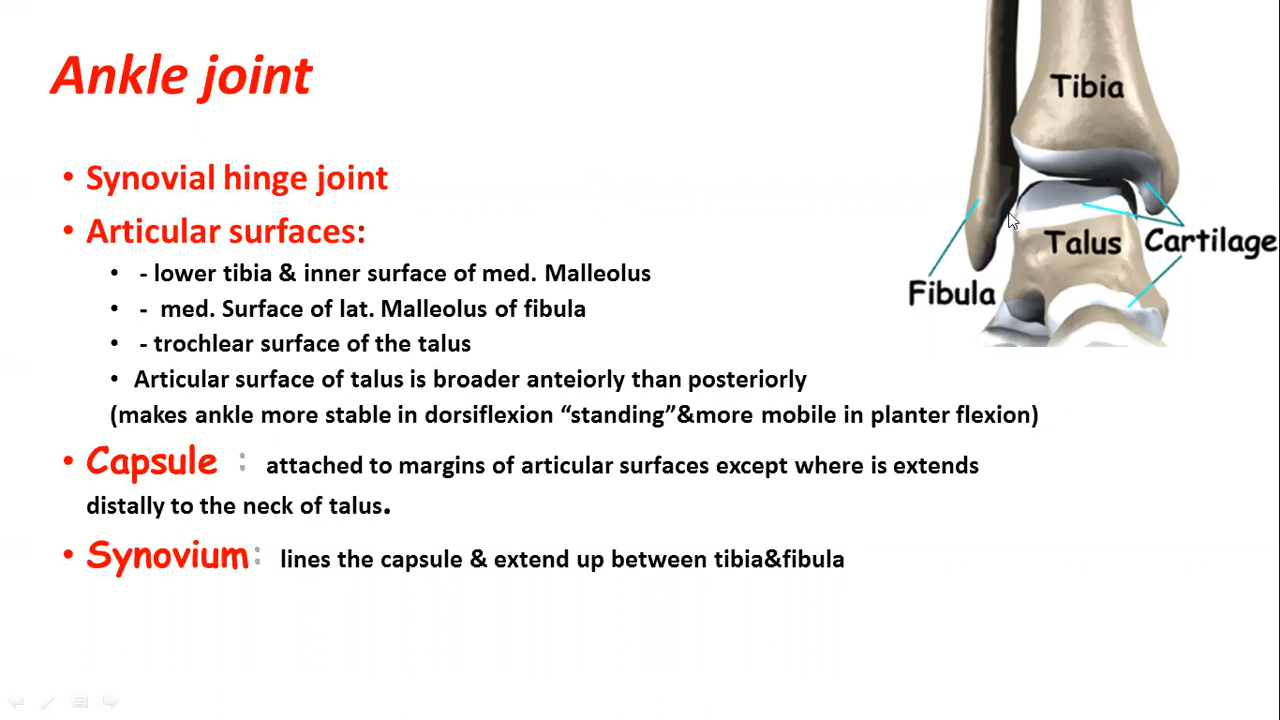 Ankle joint
• Synovial hinge joint
• Articular surfaces:
• - lower tibia & inner surface of med. Malleolus
• - med. Surface of lat. Malleolus of fibula
• - trochlear surface of the talus
• Articular surface of talus is broader anteiorly than posteriorly
(makes ankle more stable in dorsiflexion “standing”&more mobile in planter flexion)
• Capsule : attached to margins of articular surfaces except where is extends
distally to the neck of talus.
• Synovium: lines the capsule & extend up between tibia&fibula
Tibia
Talus
Cartilage
Fibula